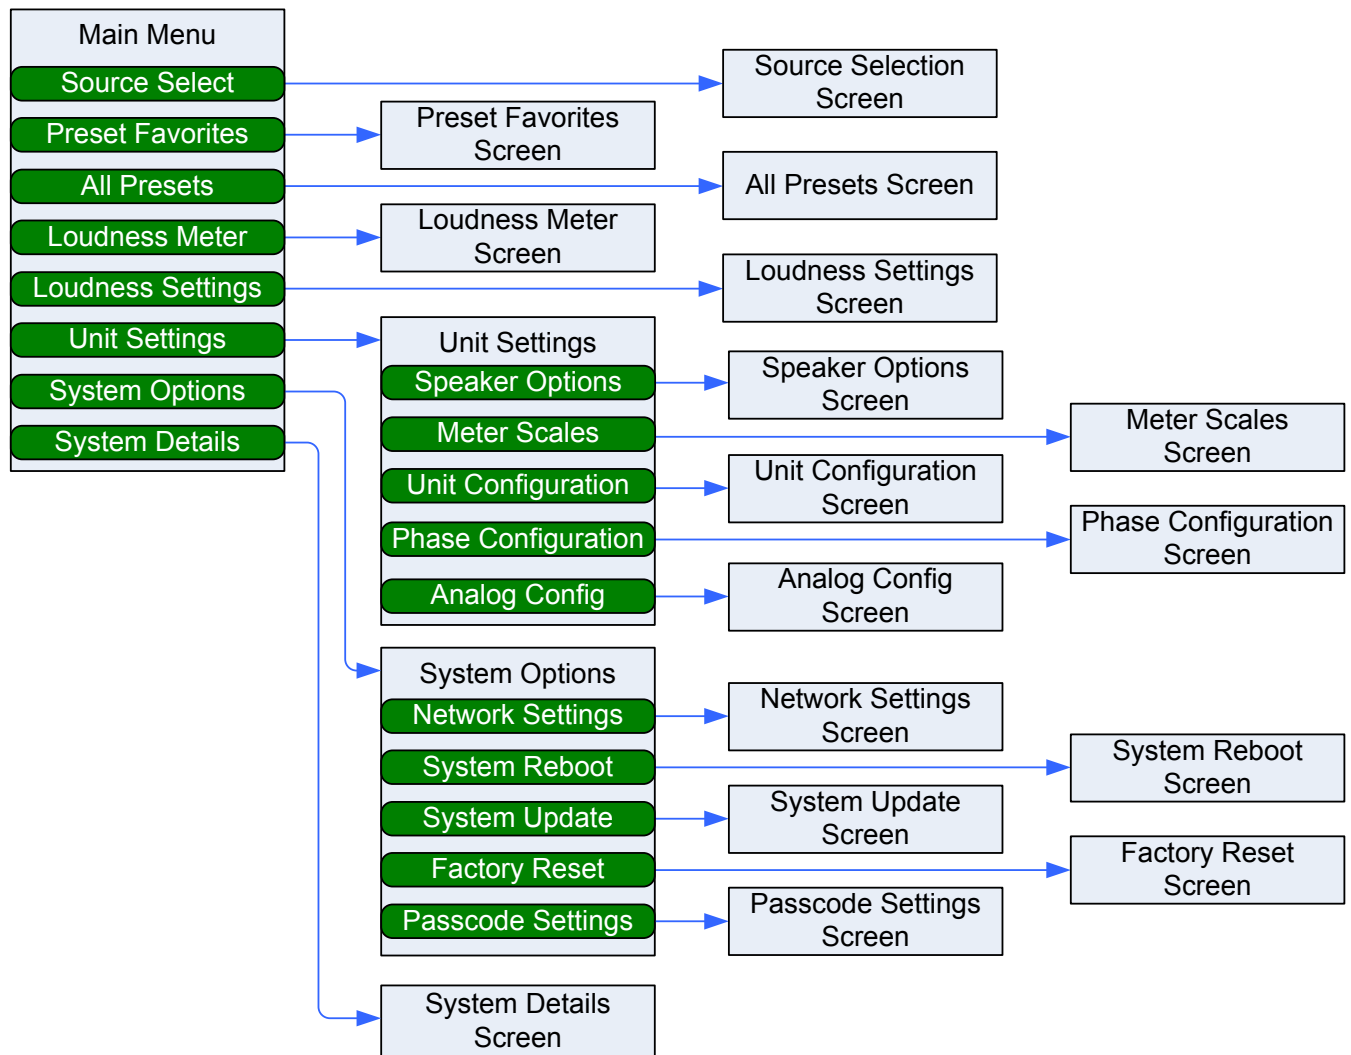 Main Menu
Source Select
Preset Favorites
All Presets
Loudness Meter
Loudness Settings
Unit Settings
System Options
System Details
Source Selection
Screen
Preset Favorites
Screen
All Presets Screen
Loudness Meter
Screen
Loudness Settings
Screen
Unit Settings
Speaker Options
Meter Scales
Unit Configuration
Phase Configuration
Analog Config
Speaker Options
Screen
Meter Scales
Screen
Unit Configuration
Screen
Phase Configuration
Screen
Analog Config
Screen
System Options
Network Settings
System Reboot
System Update
Factory Reset
Passcode Settings
Network Settings
Screen
System Reboot
Screen
System Update
Screen
Factory Reset
Screen
Passcode Settings
Screen
System Details
Screen